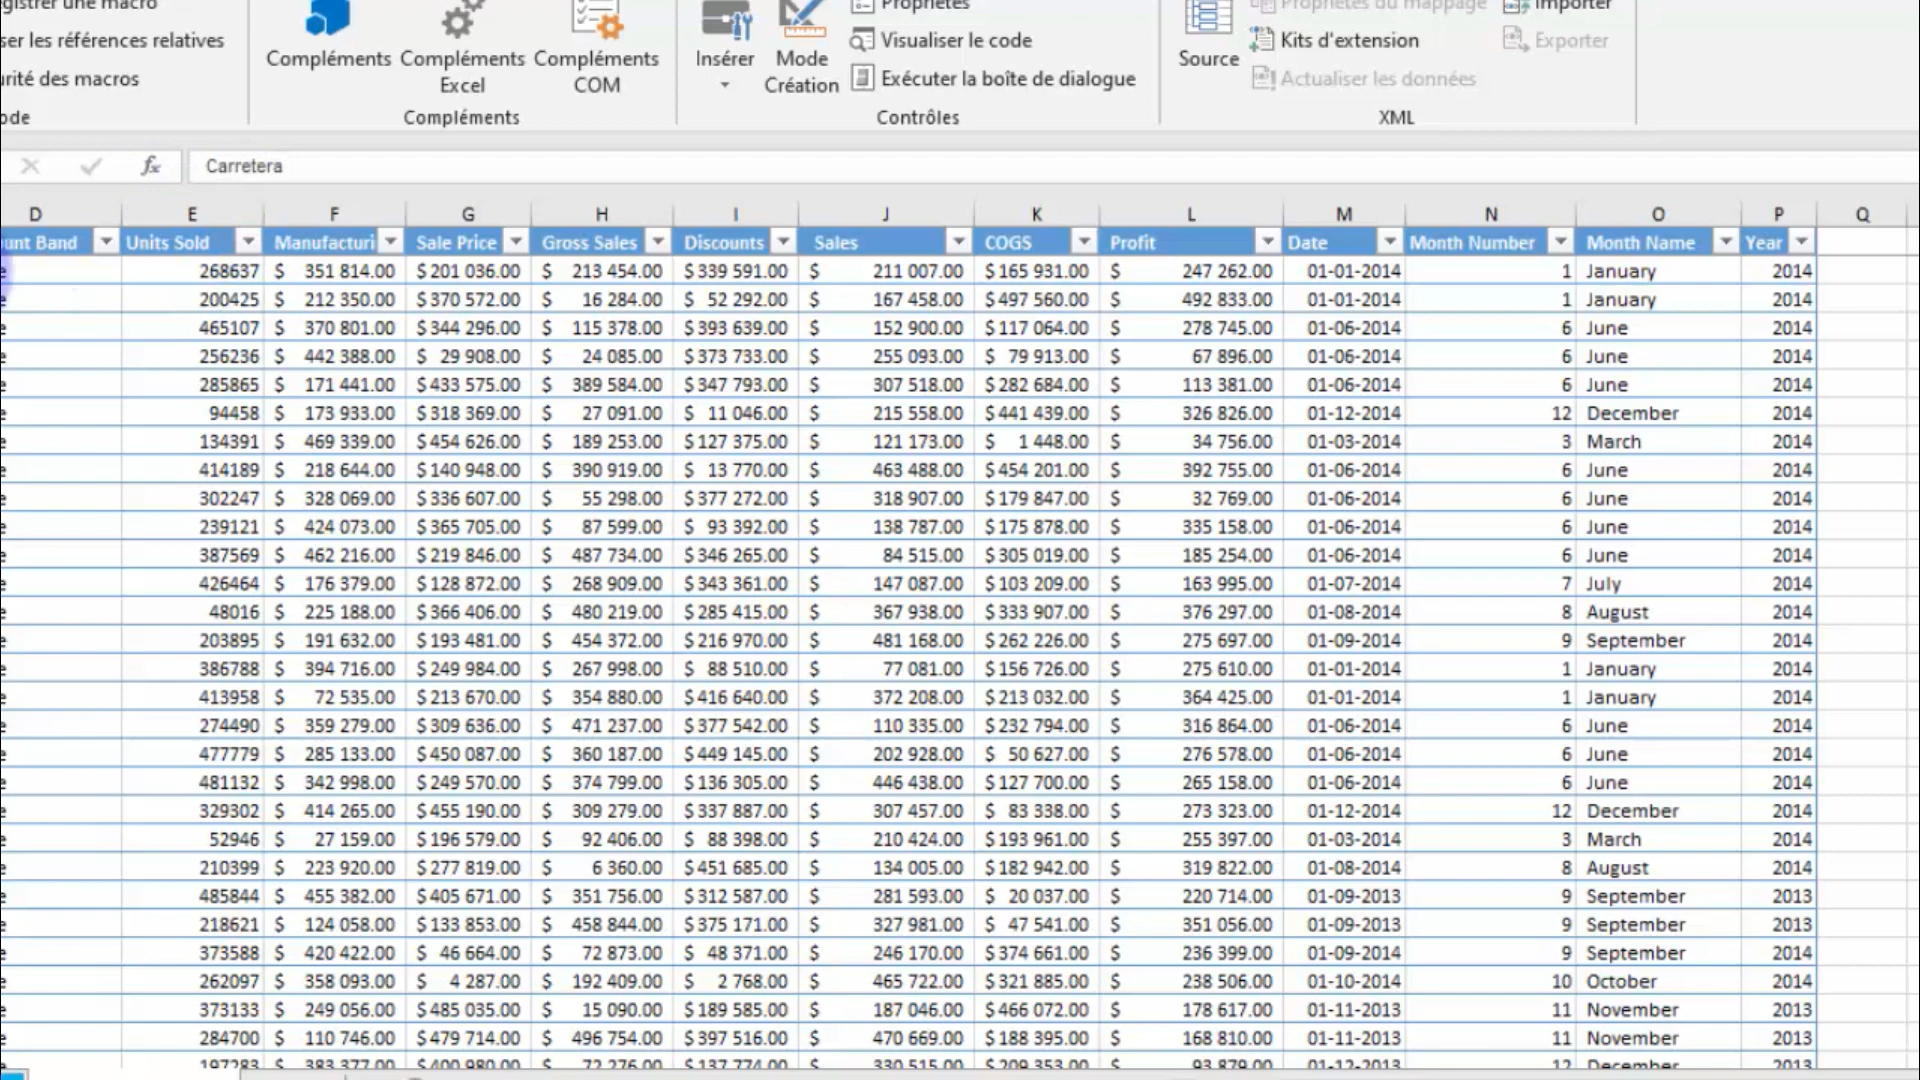 gistrer une macro
ser les références relatives
urité des macros
ode
Compléments
Compléments Excel
Compléments COM
Compléments
Insérer
Mode Création
Propriétés
Visualiser le code
Exécuter la boîte de dialogue
Contrôles
Source
Propriétés du mappage
Kits d'extension
Actualiser les données
Importer
Exporter
XML
fx Carretera
D E F G H I J K L M N O P Q
unt Band Units Sold Manufacturi Sale Price Gross Sales Discounts Sales COGS Profit Date Month Number Month Name Year
e 268637 $ 351 814.00 $ 201 036.00 $ 213 454.00 $ 339 591.00 $ 211 007.00 $ 165 931.00 $ 247 262.00 01-01-2014 1 January 2014
e 200425 $ 212 350.00 $ 370 572.00 $ 16 284.00 $ 52 292.00 $ 167 458.00 $ 497 560.00 $ 492 833.00 01-01-2014 1 January 2014
e 465107 $ 370 801.00 $ 344 296.00 $ 115 378.00 $ 393 639.00 $ 152 900.00 $ 117 064.00 $ 278 745.00 01-06-2014 6 June 2014
e 256236 $ 442 388.00 $ 29 908.00 $ 24 085.00 $ 373 733.00 $ 255 093.00 $ 79 913.00 $ 67 896.00 01-06-2014 6 June 2014
e 285865 $ 171 441.00 $ 433 575.00 $ 389 584.00 $ 347 793.00 $ 307 518.00 $ 282 684.00 $ 113 381.00 01-06-2014 6 June 2014
e 94458 $ 173 933.00 $ 318 369.00 $ 27 091.00 $ 11 046.00 $ 215 558.00 $ 441 439.00 $ 326 826.00 01-12-2014 12 December 2014
e 134391 $ 469 339.00 $ 454 626.00 $ 189 253.00 $ 127 375.00 $ 121 173.00 $ 1 448.00 $ 34 756.00 01-03-2014 3 March 2014
e 414189 $ 218 644.00 $ 140 948.00 $ 390 919.00 $ 13 770.00 $ 463 488.00 $ 454 201.00 $ 392 755.00 01-06-2014 6 June 2014
e 302247 $ 328 069.00 $ 336 607.00 $ 55 298.00 $ 377 272.00 $ 318 907.00 $ 179 847.00 $ 32 769.00 01-06-2014 6 June 2014
e 239121 $ 424 073.00 $ 365 705.00 $ 87 599.00 $ 93 392.00 $ 138 787.00 $ 175 878.00 $ 335 158.00 01-06-2014 6 June 2014
e 387569 $ 462 216.00 $ 219 846.00 $ 487 734.00 $ 346 265.00 $ 84 515.00 $ 305 019.00 $ 185 254.00 01-06-2014 6 June 2014
e 426464 $ 176 379.00 $ 128 872.00 $ 268 909.00 $ 343 361.00 $ 147 087.00 $ 103 209.00 $ 163 995.00 01-07-2014 7 July 2014
e 48016 $ 225 188.00 $ 366 406.00 $ 480 219.00 $ 285 415.00 $ 367 938.00 $ 333 907.00 $ 376 297.00 01-08-2014 8 August 2014
e 203895 $ 191 632.00 $ 193 481.00 $ 454 372.00 $ 216 970.00 $ 481 168.00 $ 262 226.00 $ 275 697.00 01-09-2014 9 September 2014
e 386788 $ 394 716.00 $ 249 984.00 $ 267 998.00 $ 88 510.00 $ 77 081.00 $ 156 726.00 $ 275 610.00 01-01-2014 1 January 2014
e 413958 $ 72 535.00 $ 213 670.00 $ 354 880.00 $ 416 640.00 $ 372 208.00 $ 213 032.00 $ 364 425.00 01-01-2014 1 January 2014
e 274490 $ 359 279.00 $ 309 636.00 $ 471 237.00 $ 377 542.00 $ 110 335.00 $ 232 794.00 $ 316 864.00 01-06-2014 6 June 2014
e 477779 $ 285 133.00 $ 450 087.00 $ 360 187.00 $ 449 145.00 $ 202 928.00 $ 50 627.00 $ 276 578.00 01-06-2014 6 June 2014
e 481132 $ 342 998.00 $ 249 570.00 $ 374 799.00 $ 136 305.00 $ 446 438.00 $ 127 700.00 $ 265 158.00 01-06-2014 6 June 2014
e 329302 $ 414 265.00 $ 455 190.00 $ 309 279.00 $ 337 887.00 $ 307 457.00 $ 83 338.00 $ 273 323.00 01-12-2014 12 December 2014
e 52946 $ 27 159.00 $ 196 579.00 $ 92 406.00 $ 88 398.00 $ 210 424.00 $ 193 961.00 $ 255 397.00 01-03-2014 3 March 2014
e 210399 $ 223 920.00 $ 277 819.00 $ 6 360.00 $ 451 685.00 $ 134 005.00 $ 182 942.00 $ 319 822.00 01-08-2014 8 August 2014
e 485844 $ 455 382.00 $ 405 671.00 $ 351 756.00 $ 312 587.00 $ 281 593.00 $ 20 037.00 $ 220 714.00 01-09-2013 9 September 2013
e 218621 $ 124 058.00 $ 133 853.00 $ 458 844.00 $ 375 171.00 $ 327 981.00 $ 47 541.00 $ 351 056.00 01-09-2013 9 September 2013
e 373588 $ 420 422.00 $ 46 664.00 $ 72 873.00 $ 48 371.00 $ 246 170.00 $ 374 661.00 $ 236 399.00 01-09-2014 9 September 2014
e 262097 $ 358 093.00 $ 4 287.00 $ 192 409.00 $ 2 768.00 $ 465 722.00 $ 321 885.00 $ 238 506.00 01-10-2014 10 October 2014
e 373133 $ 249 056.00 $ 485 035.00 $ 15 090.00 $ 189 585.00 $ 187 046.00 $ 466 072.00 $ 178 617.00 01-11-2013 11 November 2013
e 284700 $ 110 746.00 $ 479 714.00 $ 496 754.00 $ 397 516.00 $ 470 669.00 $ 188 395.00 $ 168 810.00 01-11-2013 11 November 2013
e 197283 $ 383 377.00 $ 400 980.00 $ 72 276.00 $ 137 774.00 $ 330 515.00 $ 209 353.00 $ 93 879.00 01-12-2013 12 December 2013